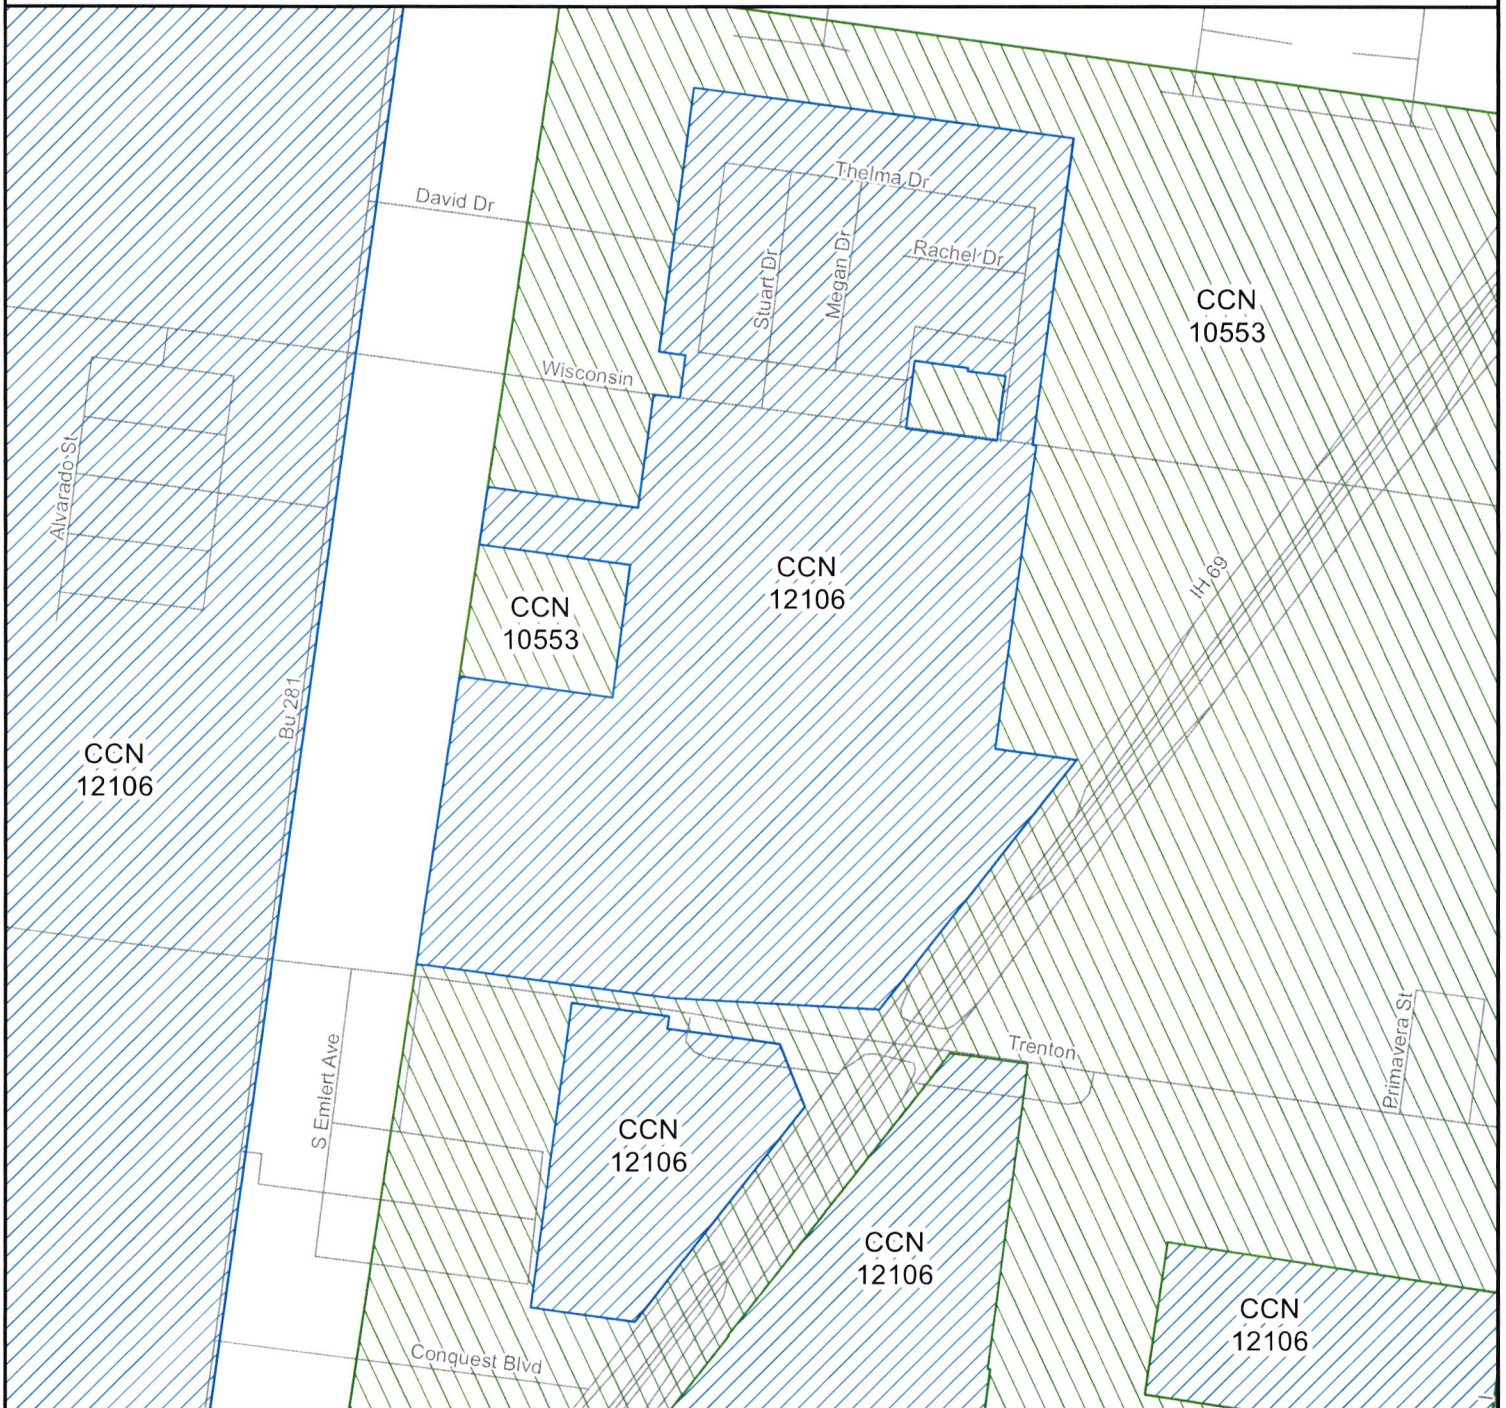 Thelma Dr
David Dr
Rachel Dr
Stuart Dr
Megan Dr
CCN
10553
Wisconsin
Alvarado St
CCN
12106
IH 69
CCN
10553
Bu 281
CCN
12106
Primavera St
Trenton
S Emlert Ave
CCN
12106
CCN
12106
CCN
12106
Conquest Blvd